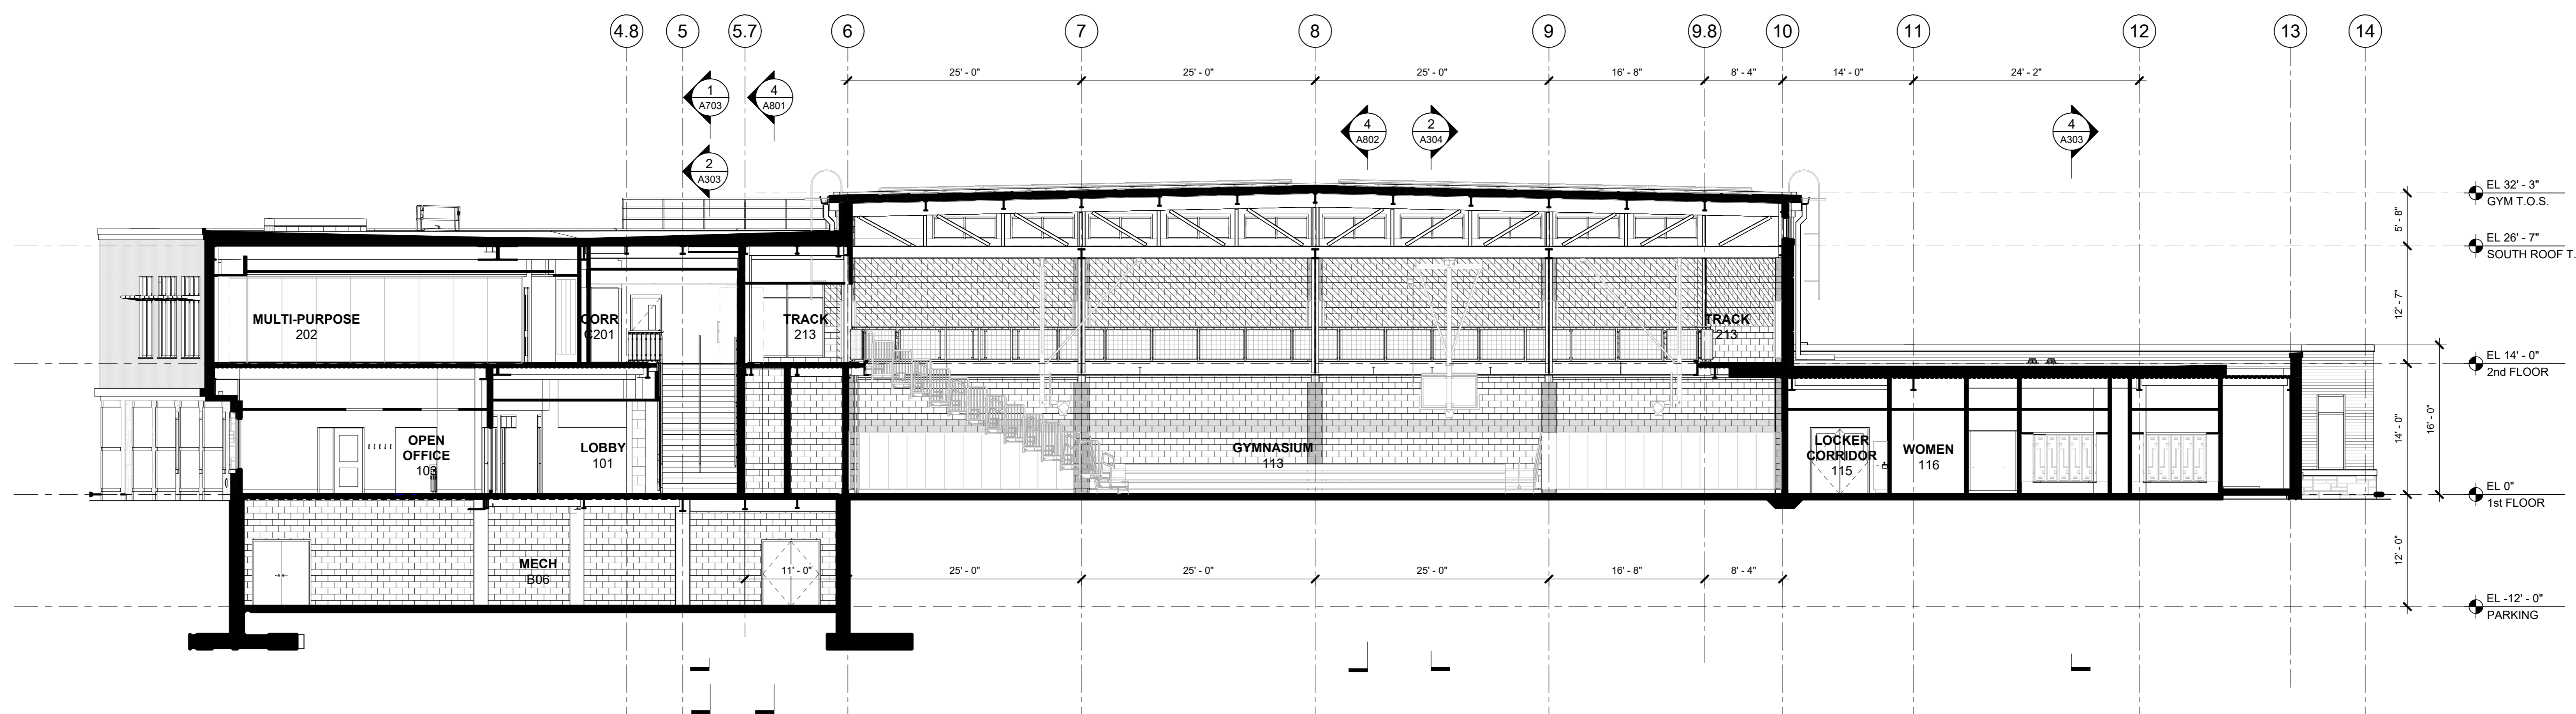 4.8 5 5.7 6 7 8 9 9.8 10 11 12 13 14
25' - 0" 25' - 0" 25' - 0" 16' - 8" 8' - 4" 14' - 0" 24' - 2"
1
A703
4
A801
4
A802
2
A304
4
A303
2
A303
EL 32' - 3"
GYM T.O.S.
5' - 8"
EL 26' - 7"
SOUTH ROOF T.
12' - 7"
MULTI-PURPOSE
202
CORR
C201
TRACK
213
TRACK
213
EL 14' - 0"
2nd FLOOR
14' - 0"
16' - 0"
OPEN
OFFICE
103
LOBBY
101
GYMNASIUM
113
LOCKER
CORRIDOR
115
WOMEN
116
EL 0"
1st FLOOR
12' - 0"
MECH
B06
11' - 0" 25' - 0" 25' - 0" 25' - 0" 16' - 8" 8' - 4"
EL -12' - 0"
PARKING